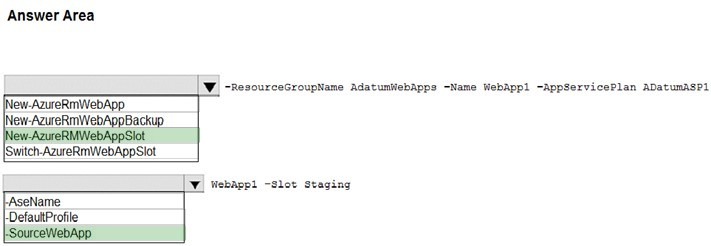 Answer Area
-ResourceGroupName AdatumWebApps -Name WebApp1 -AppServicePlan ADatumASP1
New-AzureRmWebApp
New-AzureRmWebAppBackup
New-AzureRMWebAppSlot
Switch-AzureRmWebAppSlot
WebApp1 -Slot Staging
-AseName
-DefaultProfile
-SourceWebApp